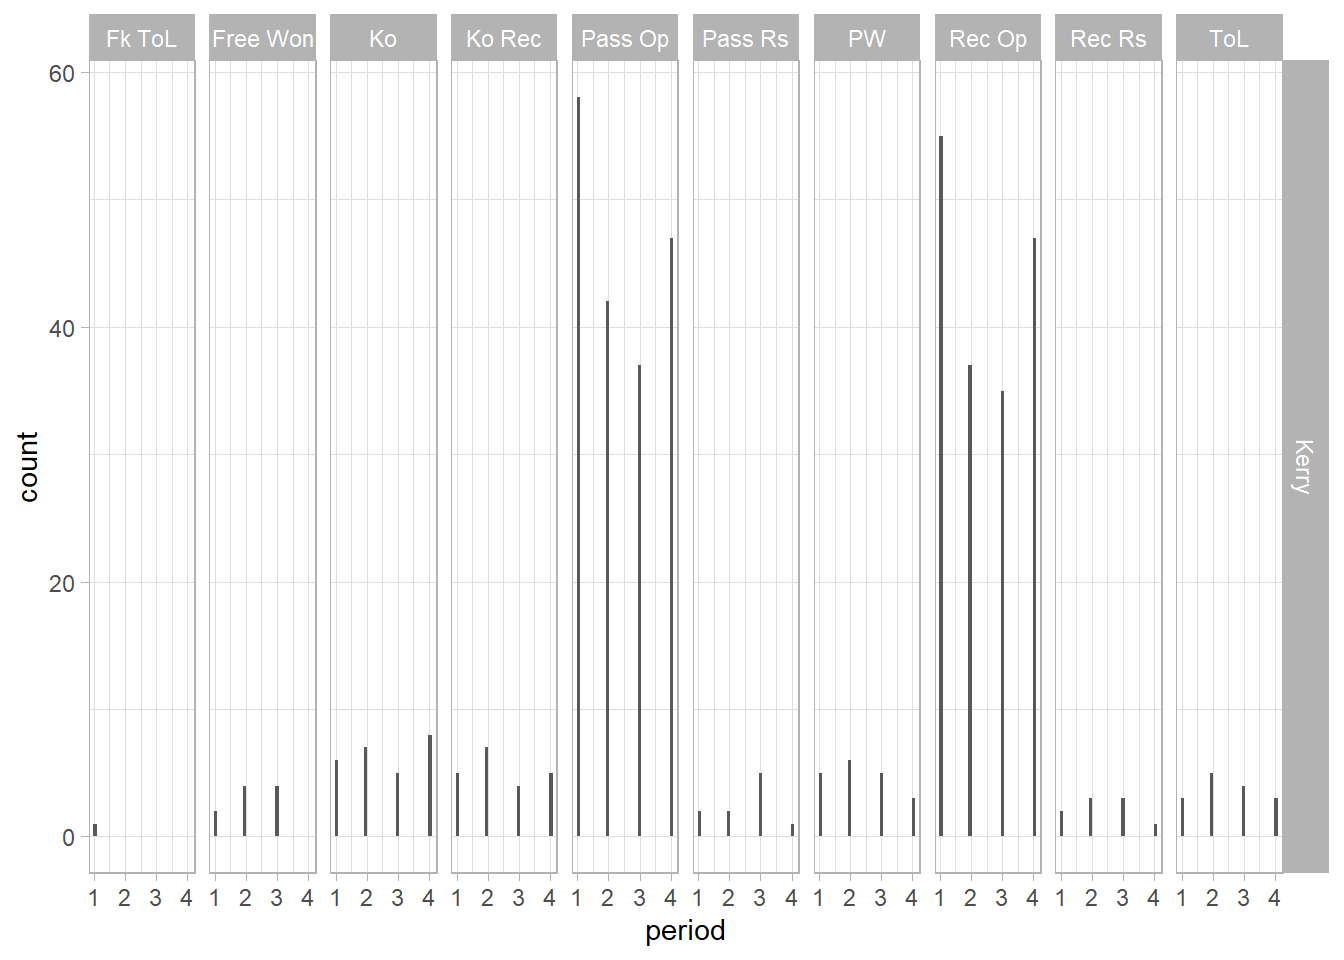 Fk ToL Free Won Ko Ko Rec Pass Op Pass Rs PW Rec Op Rec Rs ToL
60
40
20
0
count
Kerry
1 2 3 4 1 2 3 4 1 2 3 4 1 2 3 4 1 2 3 4 1 2 3 4 1 2 3 4 1 2 3 4 1 2 3 4 1 2 3 4
period